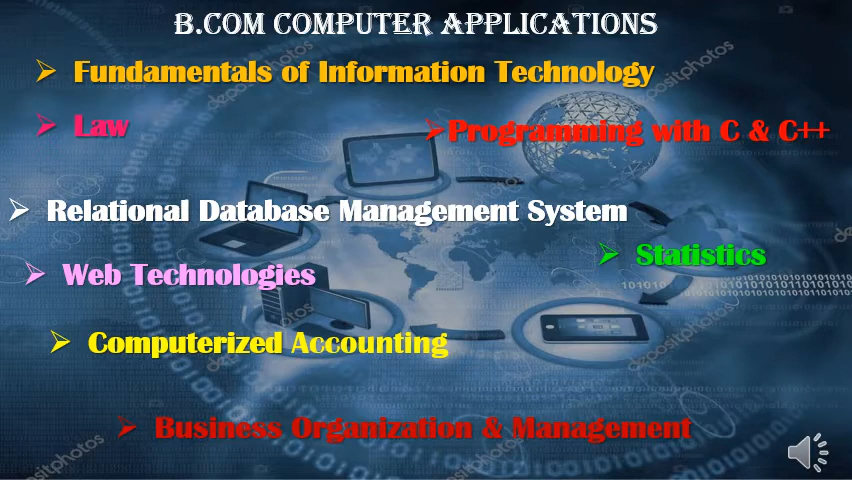 B.COM COMPUTER APPLICATIONS
➢ Fundamentals of Information Technology
➢ Law
➢ Programming with C & C++
➢ Relational Database Management System
➢ Statistics
➢ Web Technologies
➢ Computerized Accounting
➢ Business Organization & Management
depositphotos